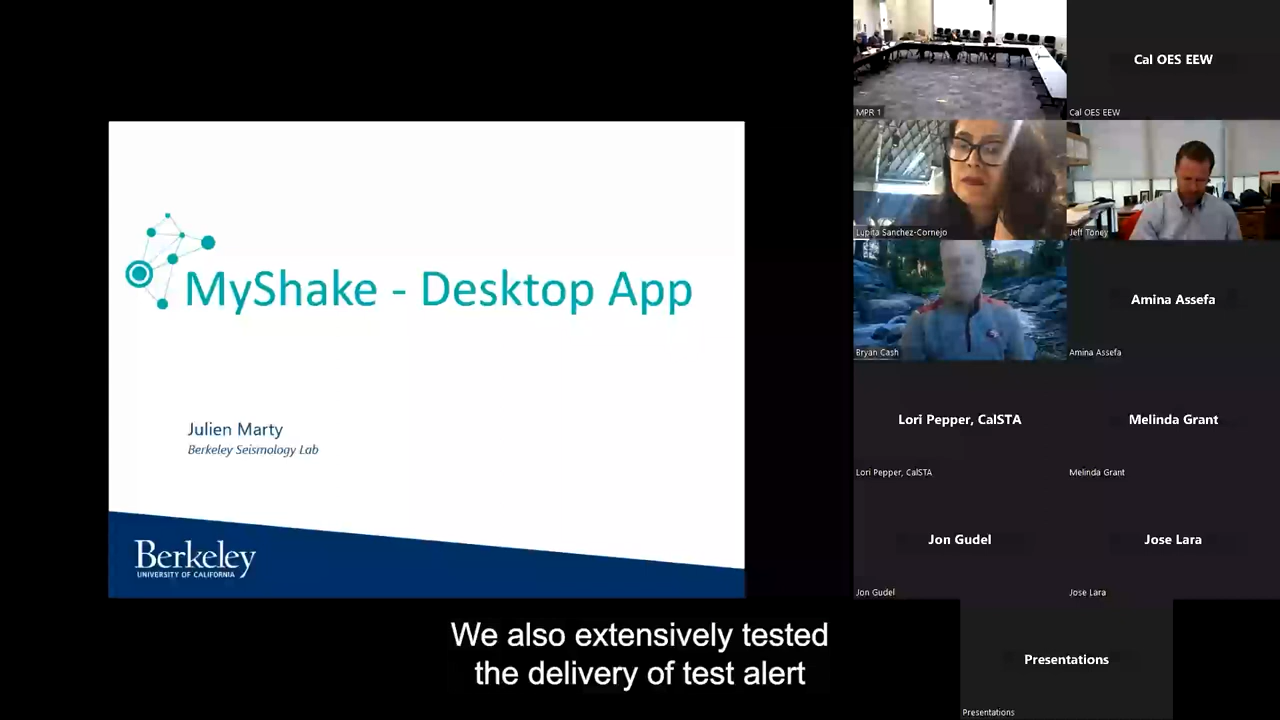 MyShake - Desktop App
Julien Marty
Berkeley Seismology Lab
Berkeley
UNIVERSITY OF CALIFORNIA
We also extensively tested
the delivery of test alert
MPR 1
Cal OES EEW
Cal OES EEW
Lupita Sanchez-Cornejo
Jeff Toney
Bryan Cash
Amina Assefa
Amina Assefa
Lori Pepper, CalSTA
Lori Pepper, CalSTA
Melinda Grant
Melinda Grant
Jon Gudel
Jon Gudel
Jose Lara
Jose Lara
Presentations
Presentations